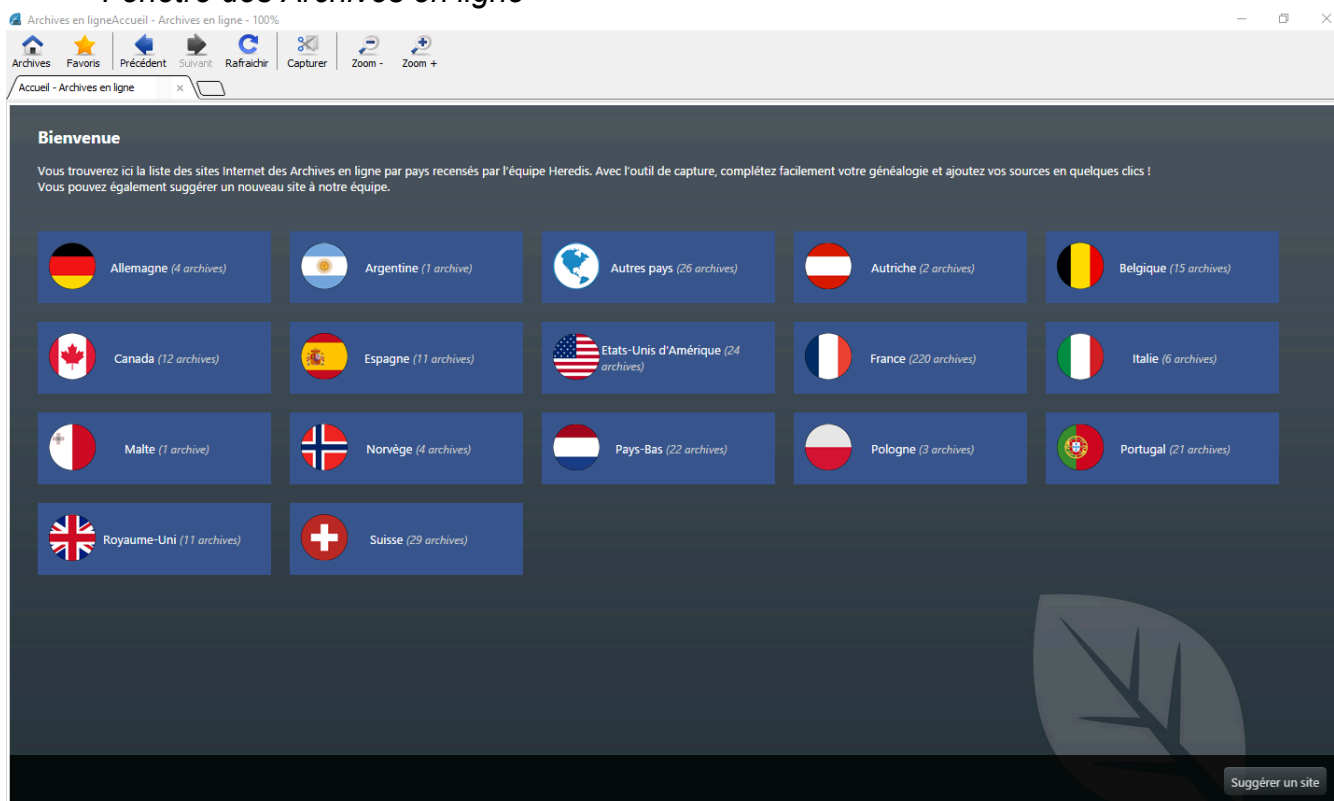 Fenêtre des Archives en ligne
Archives en ligneAccueil - Archives en ligne - 100%
Archives Favoris Précédent Suivant Rafraichir Capturer Zoom - Zoom +
Accueil - Archives en ligne
Bienvenue
Vous trouverez ici la liste des sites Internet des Archives en ligne par pays recensés par l'équipe Heredis. Avec l'outil de capture, complétez facilement votre généalogie et ajoutez vos sources en quelques clics !
Vous pouvez également suggérer un nouveau site à notre équipe.
Allemagne (4 archives)
Argentine (1 archive)
Autres pays (26 archives)
Autriche (2 archives)
Belgique (15 archives)
Canada (12 archives)
Espagne (11 archives)
Etats-Unis d'Amérique (24
archives)
France (220 archives)
Italie (6 archives)
Malte (1 archive)
Norvège (4 archives)
Pays-Bas (22 archives)
Pologne (3 archives)
Portugal (21 archives)
Royaume-Uni (11 archives)
Suisse (29 archives)
Suggérer un site